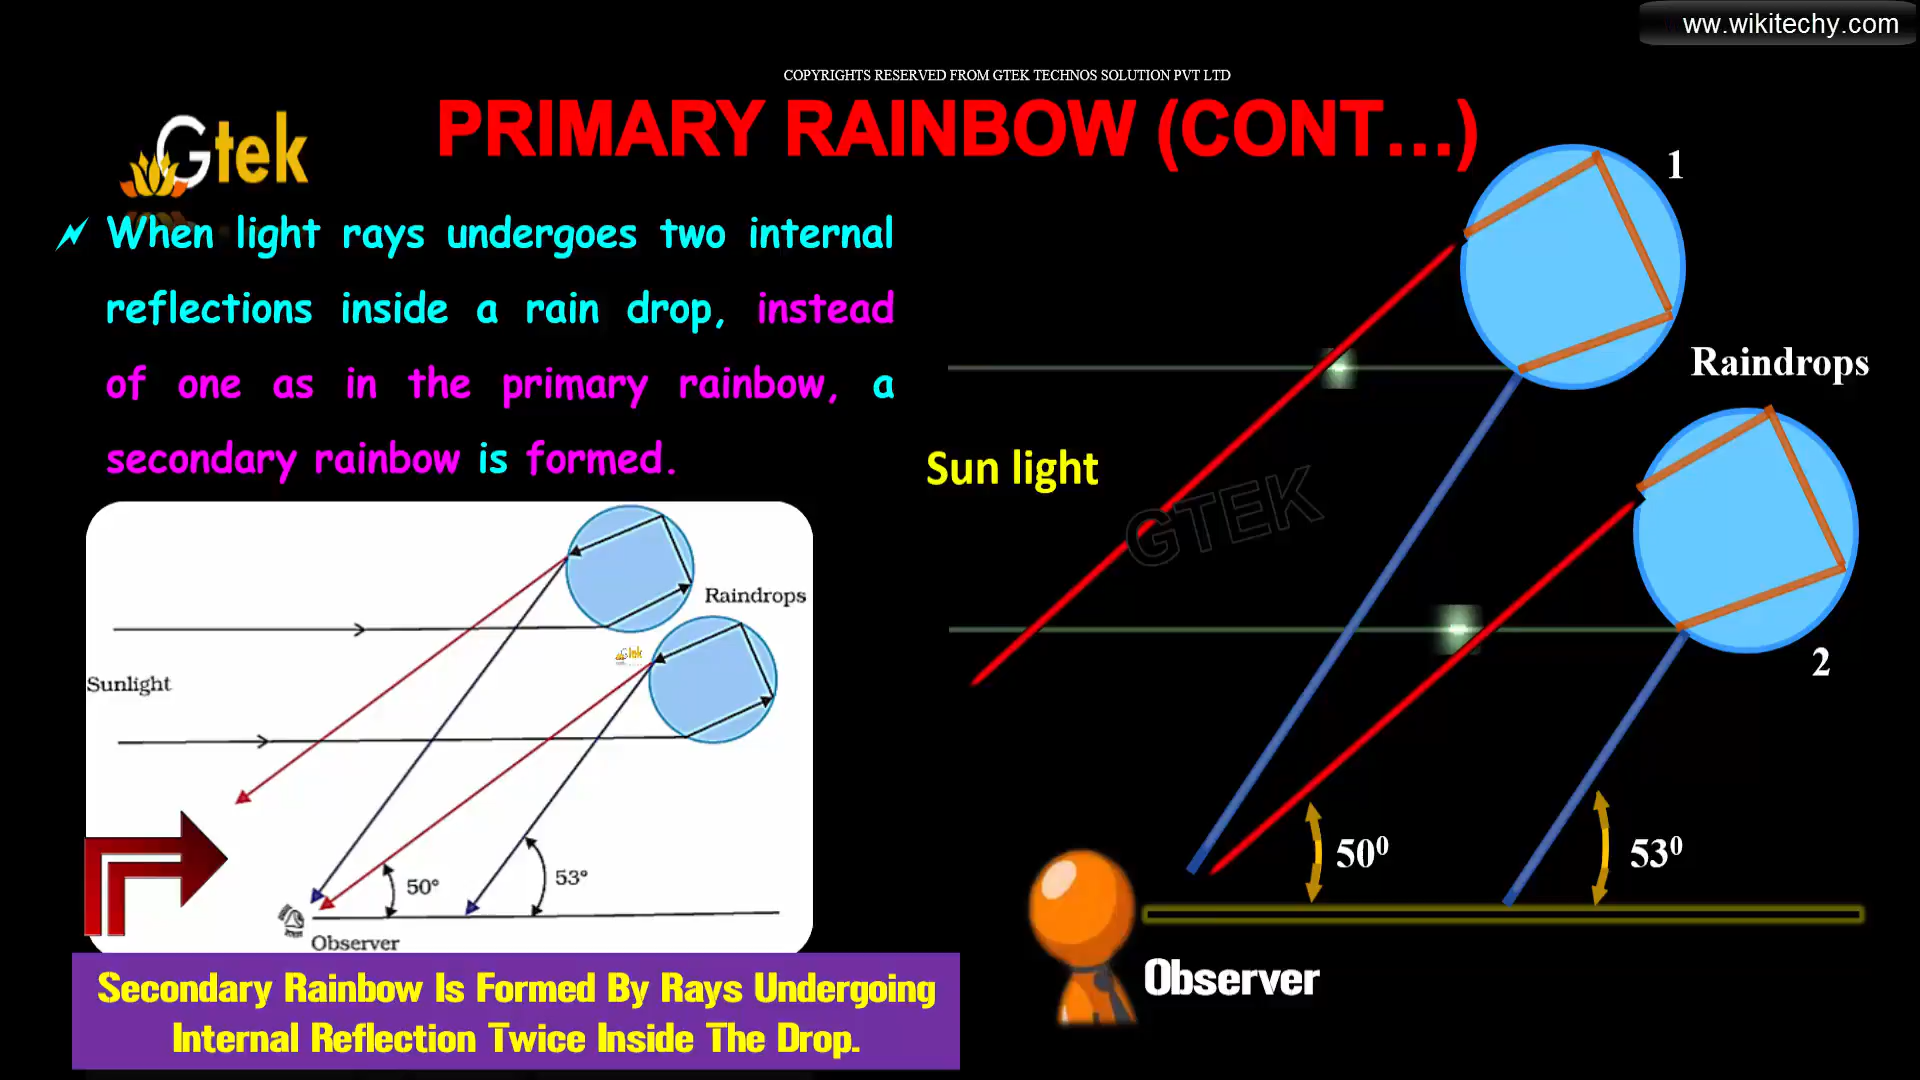 ww.wikitechy.com
COPYRIGHTS RESERVED FROM GTEK TECHNOS SOLUTION PVT LTD
Gtek
PRIMARY RAINBOW (CONT...)
When light rays undergoes two internal
reflections inside a rain drop, instead
of one as in the primary rainbow, a
secondary rainbow is formed.
1
Raindrops
Sun light
GTEK
2
50⁰
53⁰
Observer
Raindrops
Gtek
Sunlight
50°
53°
Observer
Secondary Rainbow Is Formed By Rays Undergoing
Internal Reflection Twice Inside The Drop.